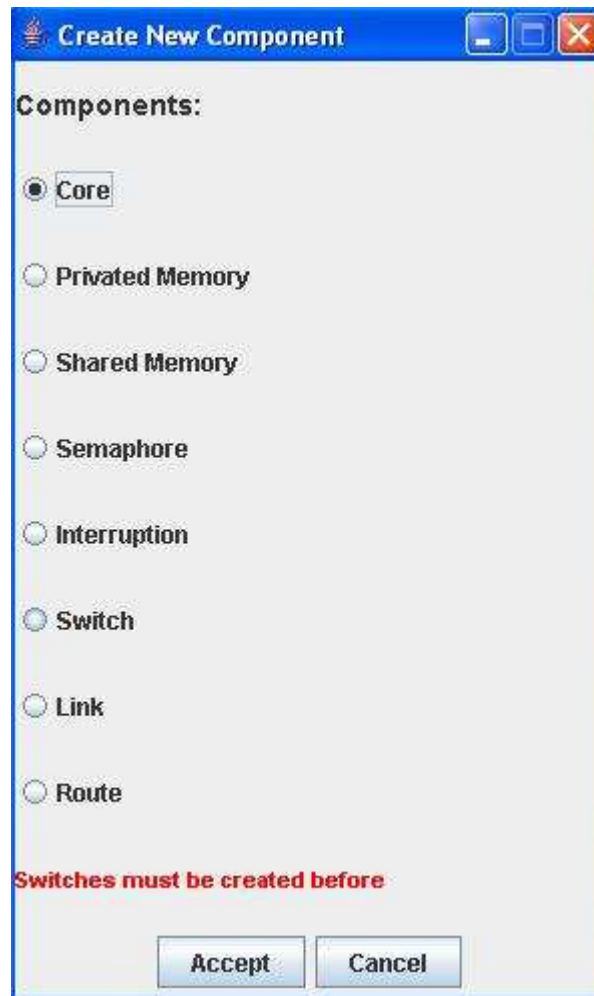 Create New Component
Components:
Core
Privated Memory
Shared Memory
Semaphore
Interruption
Switch
Link
Route
Switches must be created before
Accept Cancel